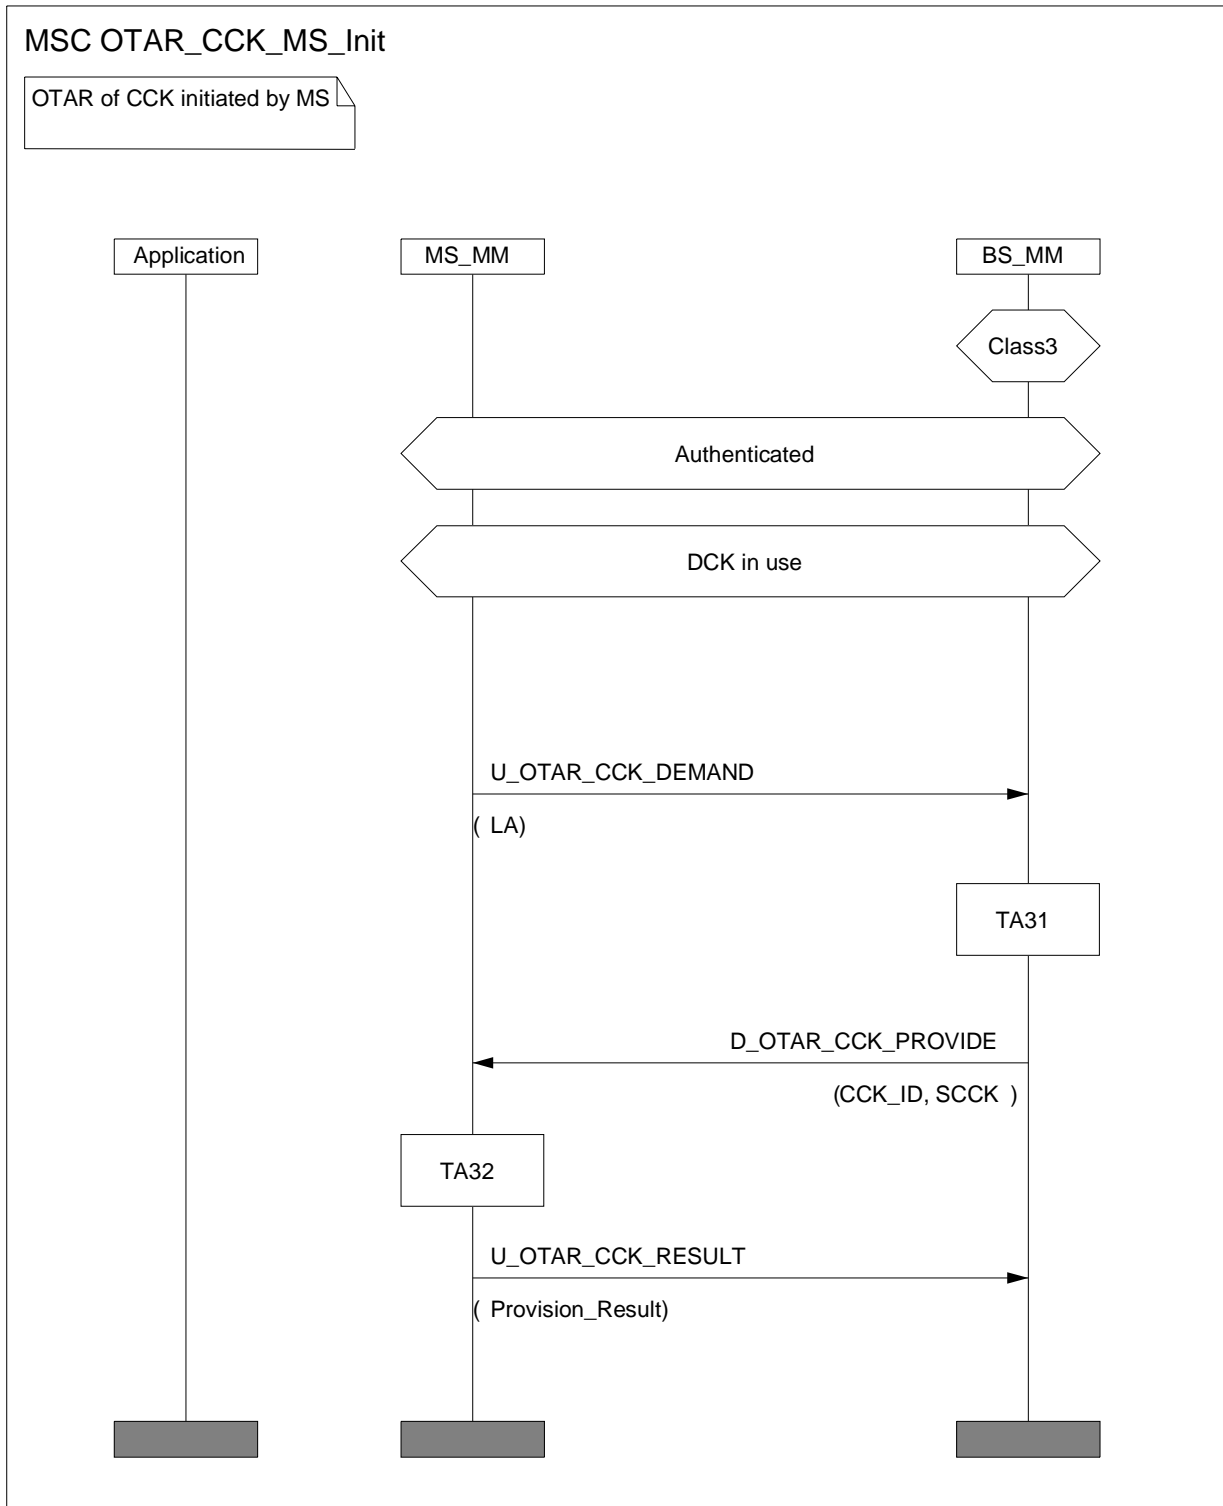 MSC OTAR_CCK_MS_Init
OTAR of CCK initiated by MS
Application
MS_MM
BS_MM
Class3
Authenticated
DCK in use
U_OTAR_CCK_DEMAND
( LA)
TA31
D_OTAR_CCK_PROVIDE
(CCK_ID, SCCK )
TA32
U_OTAR_CCK_RESULT
( Provision_Result)